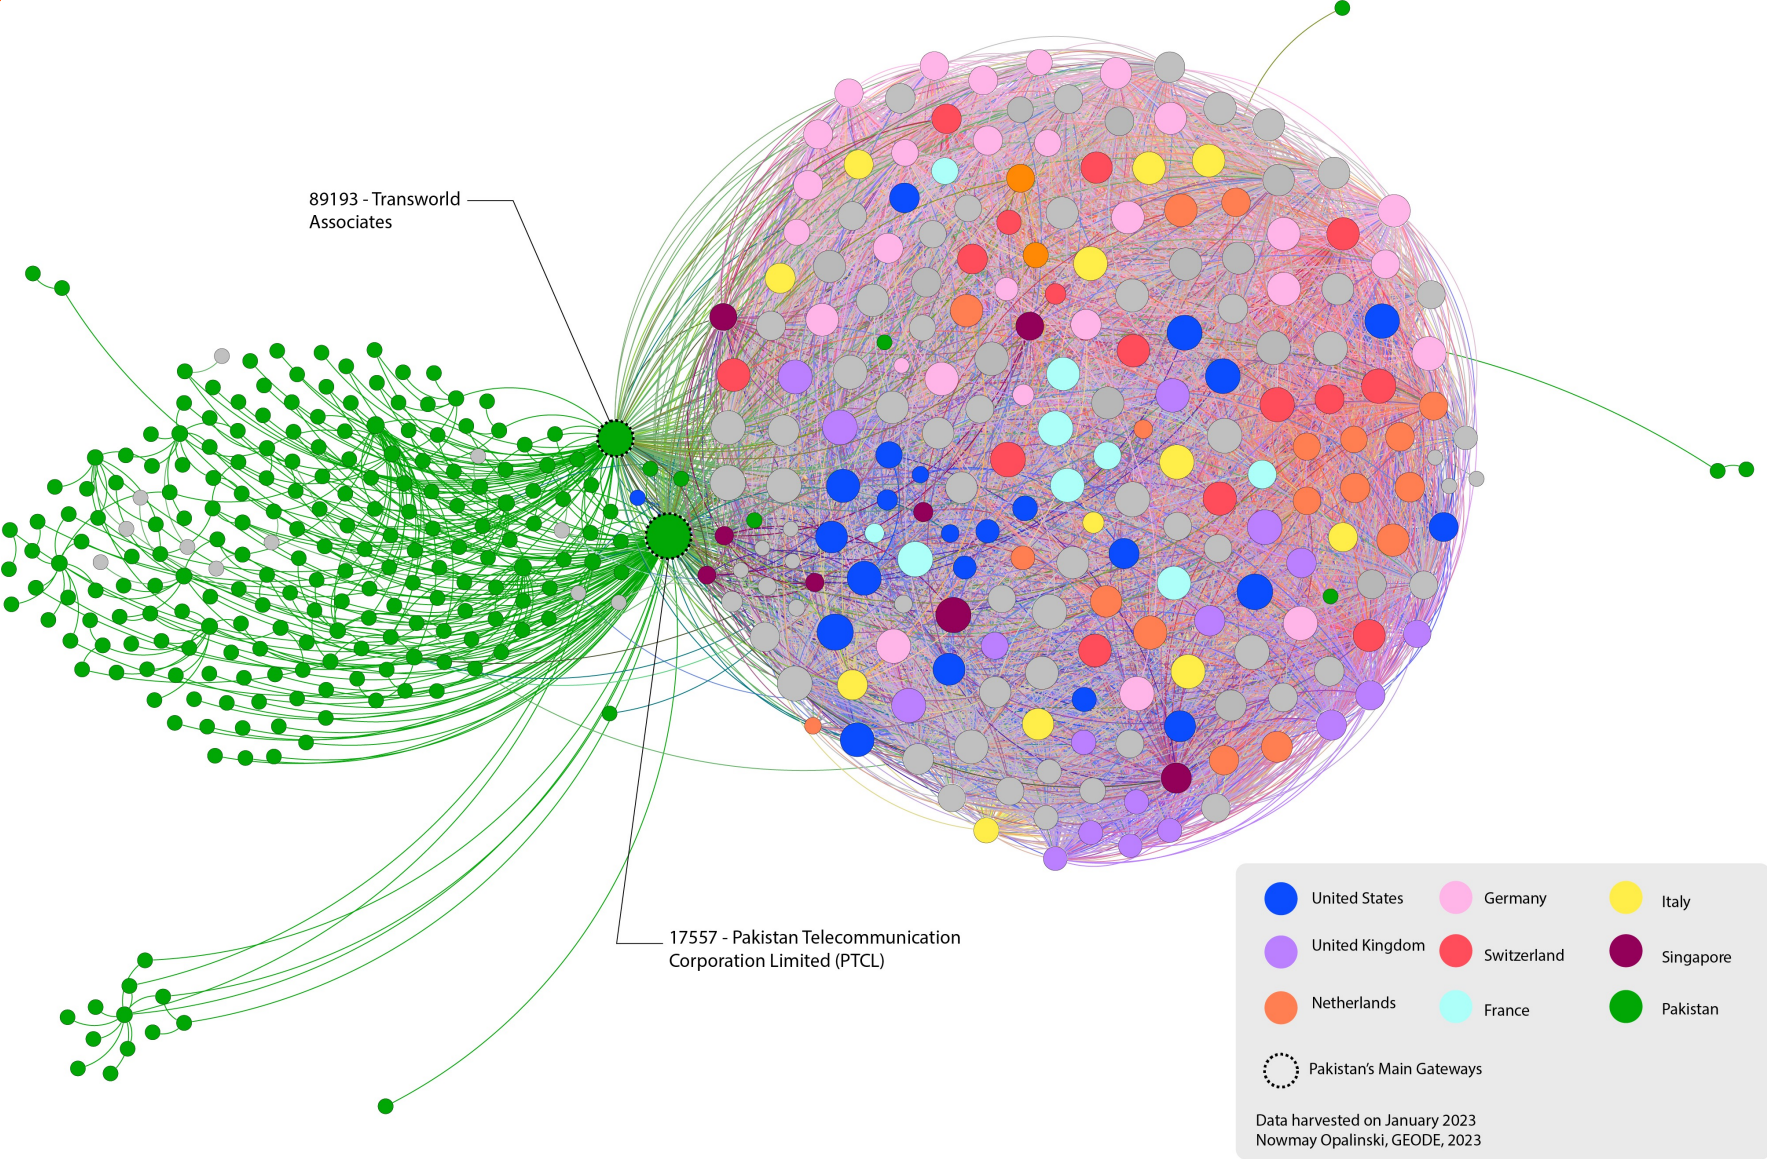 89193 - Transworld
Associates
17557 - Pakistan Telecommunication
Corporation Limited (PTCL)
United States
Germany
Italy
United Kingdom
Switzerland
Singapore
Netherlands
France
Pakistan
Pakistan's Main Gateways
Data harvested on January 2023
Nowmay Opalinski, GEODE, 2023